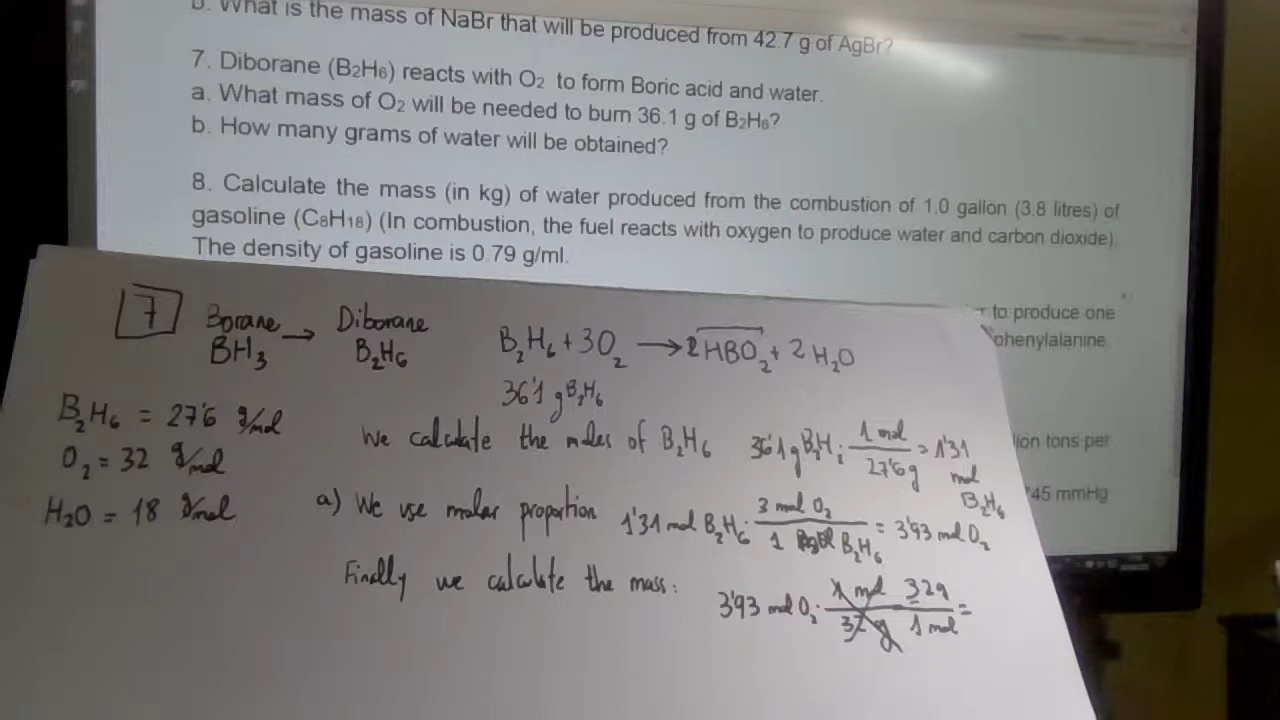 b. What is the mass of NaBr that will be produced from 42.7 g of AgBr?
7. Diborane (B₂H₆) reacts with O₂ to form Boric acid and water.
a. What mass of O₂ will be needed to burn 36.1 g of B₂H₆?
b. How many grams of water will be obtained?
8. Calculate the mass (in kg) of water produced from the combustion of 1.0 gallon (3.8 litres) of
gasoline (C₈H₁₈) (In combustion, the fuel reacts with oxygen to produce water and carbon dioxide).
The density of gasoline is 0.79 g/ml.
to produce one
phenylalanine
ion tons per
745 mmHg
7
Borane → Diborane
BH₃ B₂H₆
B₂H₆ + 3O₂ → 2HBO₂ + 2H₂O
36'1 g B₂H₆
B₂H₆ = 27'6 g/mol
O₂ = 32 g/mol
H₂O = 18 g/mol
We calculate the moles of B₂H₆ 36'1 g B₂H₆ · 1 mol / 27'6 g = 1'31 mol B₂H₆
a) We use molar proportion 1'31 mol B₂H₆ · 3 mol O₂ / 1 mol B₂H₆ = 3'93 mol O₂
Finally we calculate the mass: 3'93 mol O₂ · 32g / 1 mol =